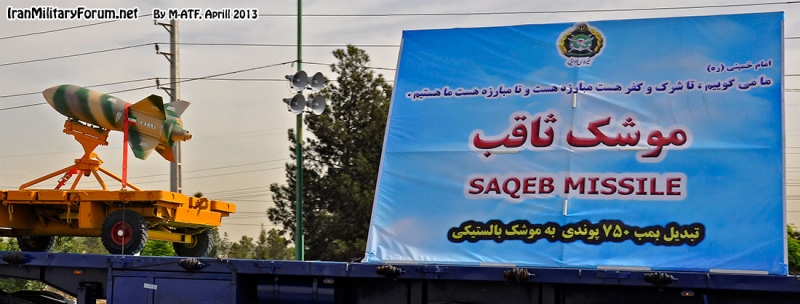 IranMilitaryForum.net By M-ATF, Aprill 2013
امام خمینی (ره)
ما می گوییم ، تا شرک و کفر هست مبارزه هست و تا مبارزه هست ما هستیم .
موشک ثاقب
SAQEB MISSILE
تبدیل بمب ۷۵۰ پوندی به موشک بالستیکی